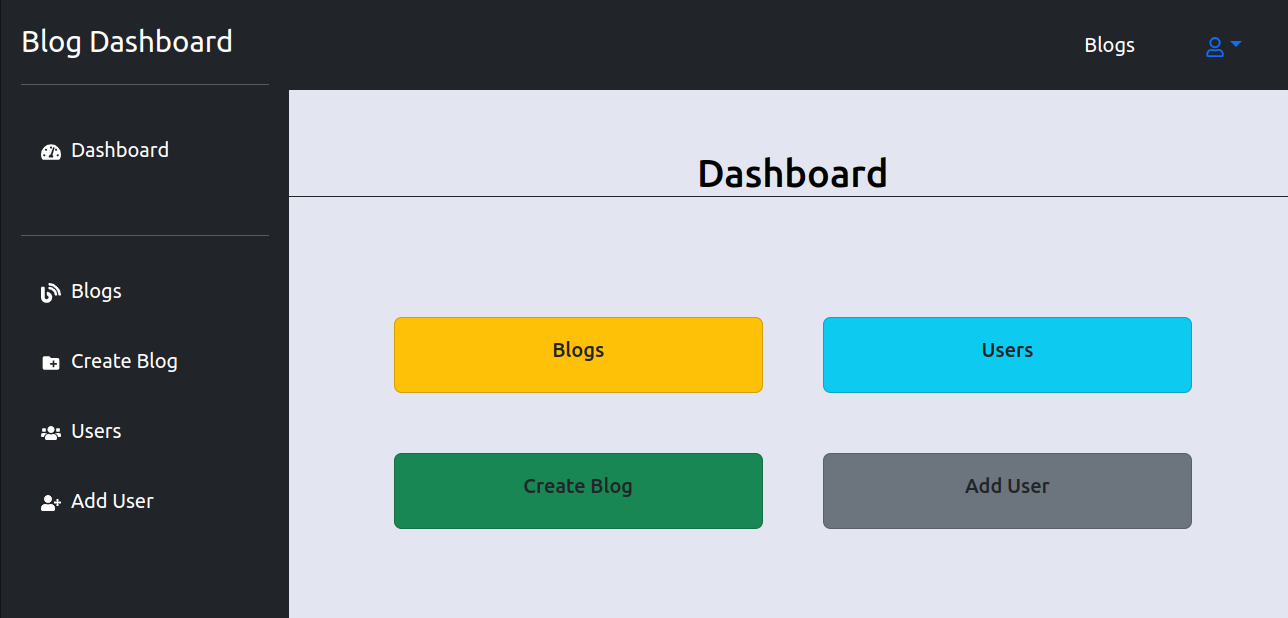 Blog Dashboard
Blogs
Dashboard
Blogs
Create Blog
Users
Add User
Dashboard
Blogs
Users
Create Blog
Add User